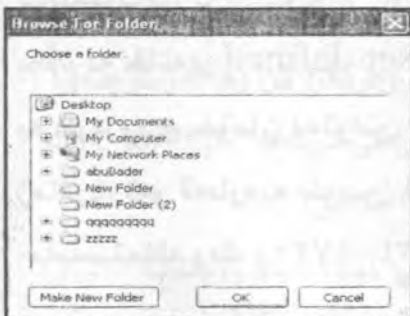 Browse For Folder
Choose a folder:
Desktop
My Documents
My Computer
My Network Places
abuBader
New Folder
New Folder (2)
qqqqqqqqq
zzzzz
Make New Folder
OK
Cancel